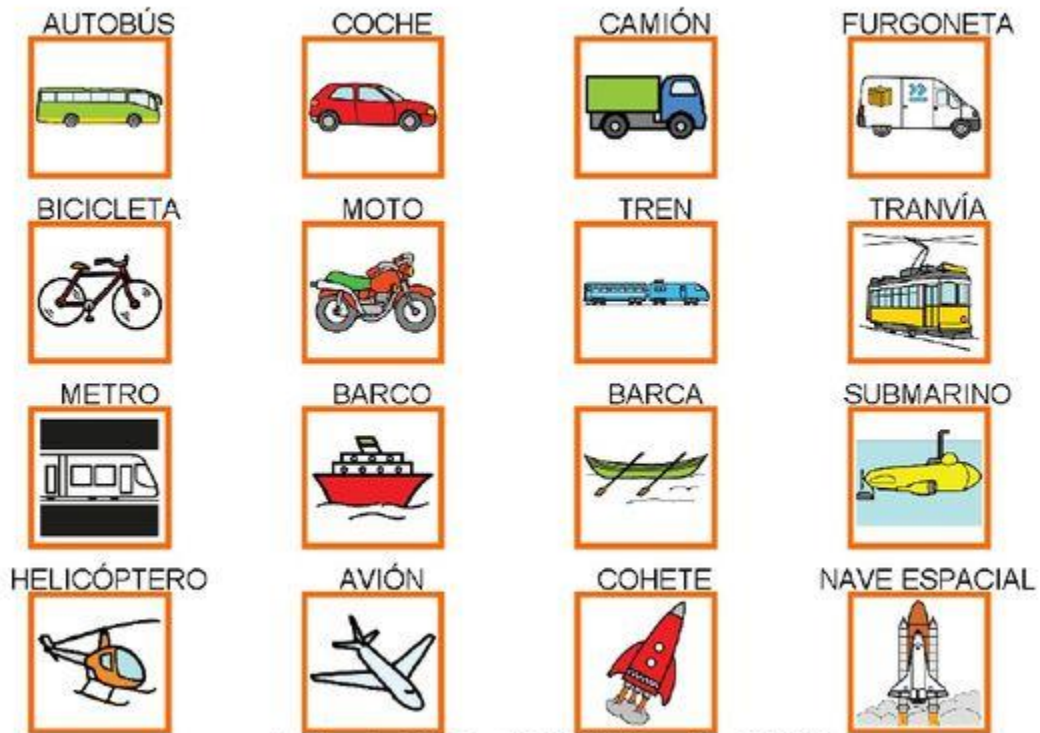 AUTOBÚS COCHE CAMIÓN FURGONETA
BICICLETA MOTO TREN TRANVÍA
METRO BARCO BARCA SUBMARINO
HELICÓPTERO AVIÓN COHETE NAVE ESPACIAL